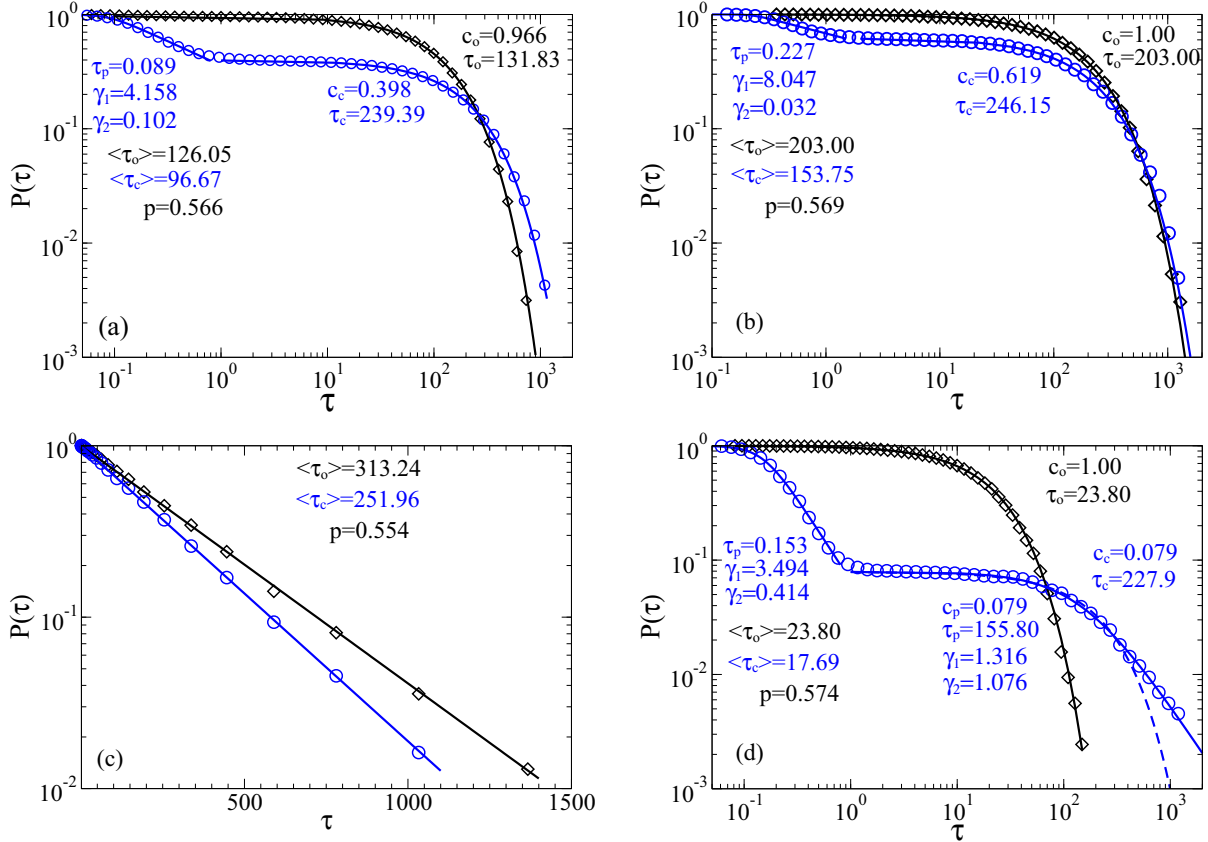 10^0
10^-1
10^-2
10^-3
P(τ)
c_o=0.966
τ_o=131.83
τ_p=0.089
γ_1=4.158
γ_2=0.102
c_c=0.398
τ_c=239.39
<τ_o>=126.05
<τ_c>=96.67
p=0.566
(a)
10^-1 10^0 10^1 10^2 10^3
τ
10^0
10^-1
10^-2
10^-3
P(τ)
c_o=1.00
τ_o=203.00
τ_p=0.227
γ_1=8.047
γ_2=0.032
c_c=0.619
τ_c=246.15
<τ_o>=203.00
<τ_c>=153.75
p=0.569
(b)
10^-1 10^0 10^1 10^2 10^3
τ
10^0
10^-1
10^-2
P(τ)
<τ_o>=313.24
<τ_c>=251.96
p=0.554
(c)
500 1000 1500
τ
10^0
10^-1
10^-2
10^-3
P(τ)
c_o=1.00
τ_o=23.80
τ_p=0.153
γ_1=3.494
γ_2=0.414
c_c=0.079
τ_c=227.9
c_p=0.079
τ_p=155.80
γ_1=1.316
γ_2=1.076
<τ_o>=23.80
<τ_c>=17.69
p=0.574
(d)
10^-1 10^0 10^1 10^2 10^3
τ